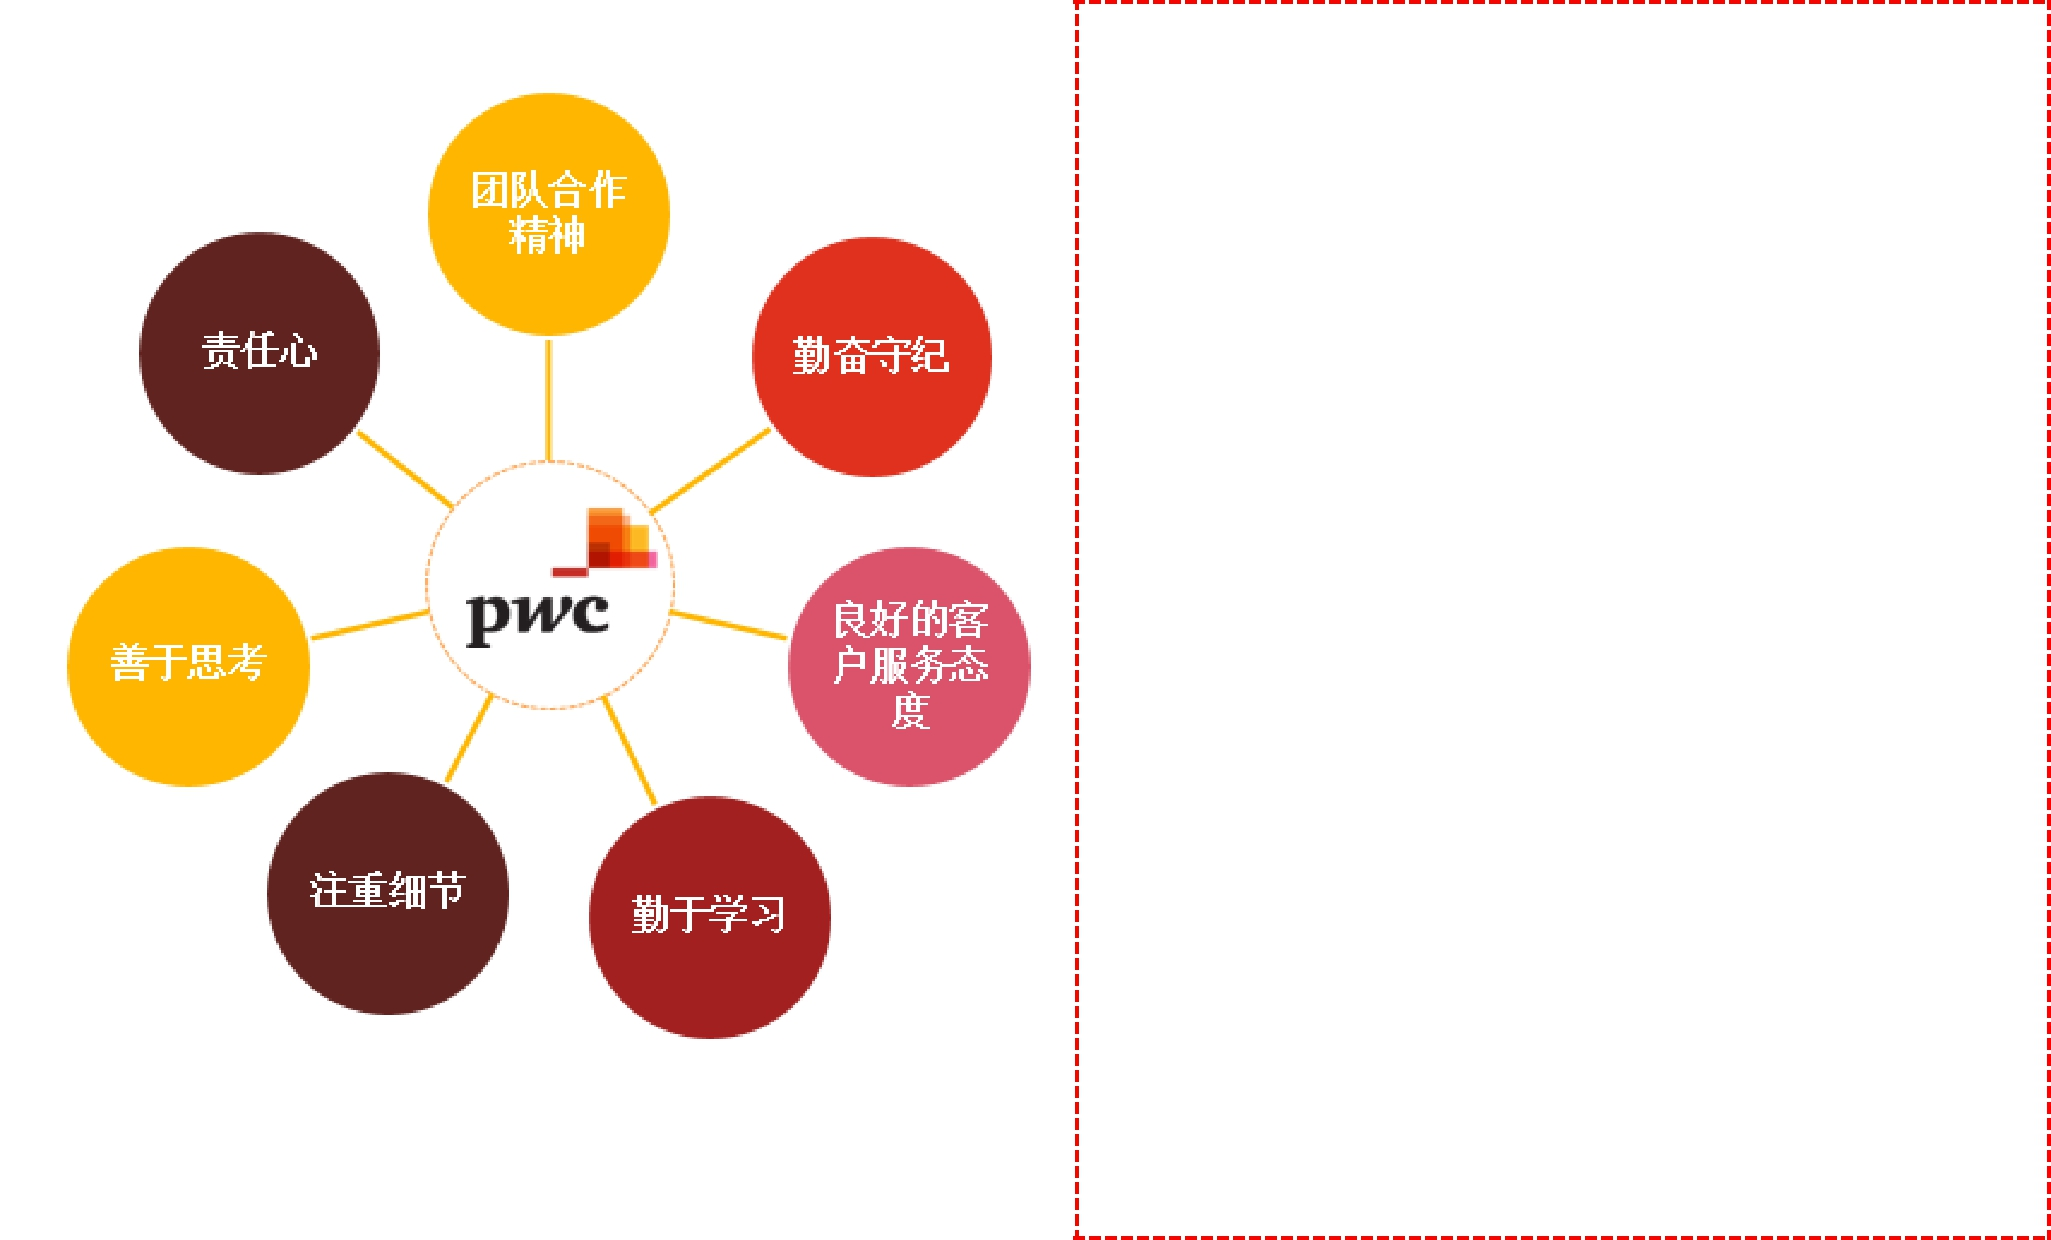 团队合作
精神
责任心
勤奋守纪
pwc
善于思考
良好的客
户服务态
度
注重细节
勤于学习